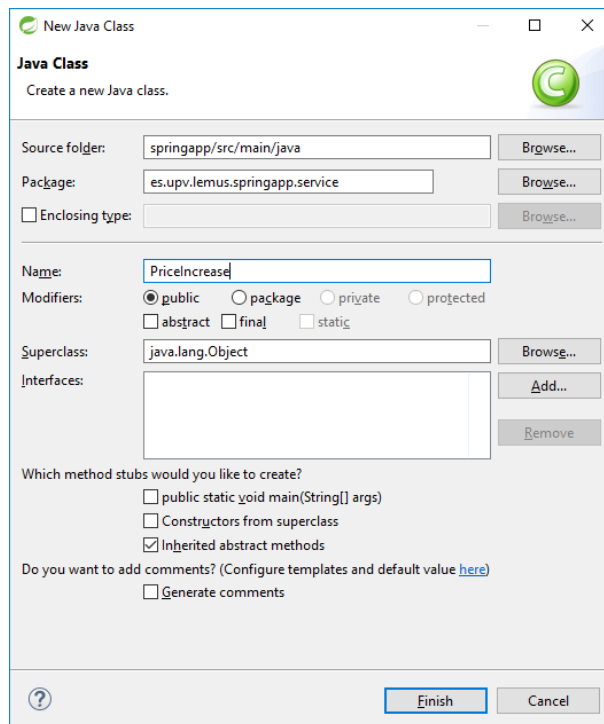 New Java Class
Java Class
Create a new Java class.
C
Source folder: springapp/src/main/java Browse...
Package: es.upv.lemus.springapp.service Browse...
Enclosing type: Browse...
Name: PriceIncrease
Modifiers: public package private protected
abstract final static
Superclass: java.lang.Object Browse...
Interfaces: Add...
Remove
Which method stubs would you like to create?
public static void main(String[] args)
Constructors from superclass
Inherited abstract methods
Do you want to add comments? (Configure templates and default value here)
Generate comments
? Finish Cancel